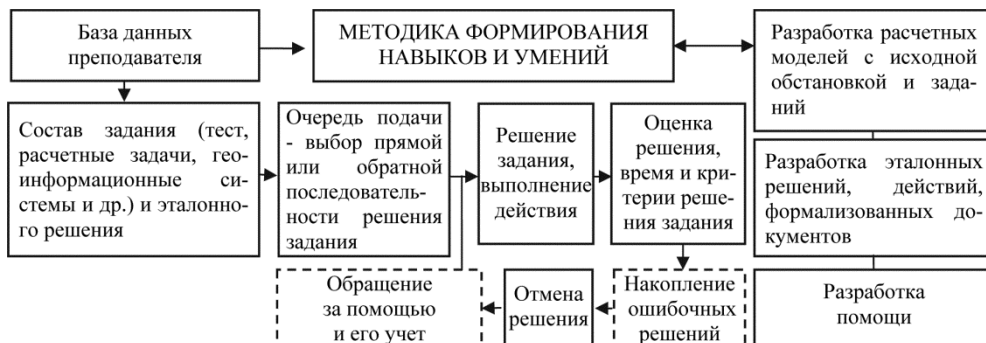 База данных
преподавателя
МЕТОДИКА ФОРМИРОВАНИЯ
НАВЫКОВ И УМЕНИЙ
Разработка расчетных
моделей с исходной
обстановкой и зада-
ний
Состав задания (тест,
расчетные задачи, гео-
информационные си-
стемы и др.) и эталонно-
го решения
Очередь подачи
- выбор прямой
или обратной
последователь-
ности решения
задания
Решение
задания,
выполнение
действия
Оценка
решения,
время и кри-
терии реше-
ния задания
Разработка эталонных
решений, действий,
формализованных до-
кументов
Обращение
за помощью
и его учет
Отмена
решения
Накопление
ошибочных
решений
Разработка
помощи